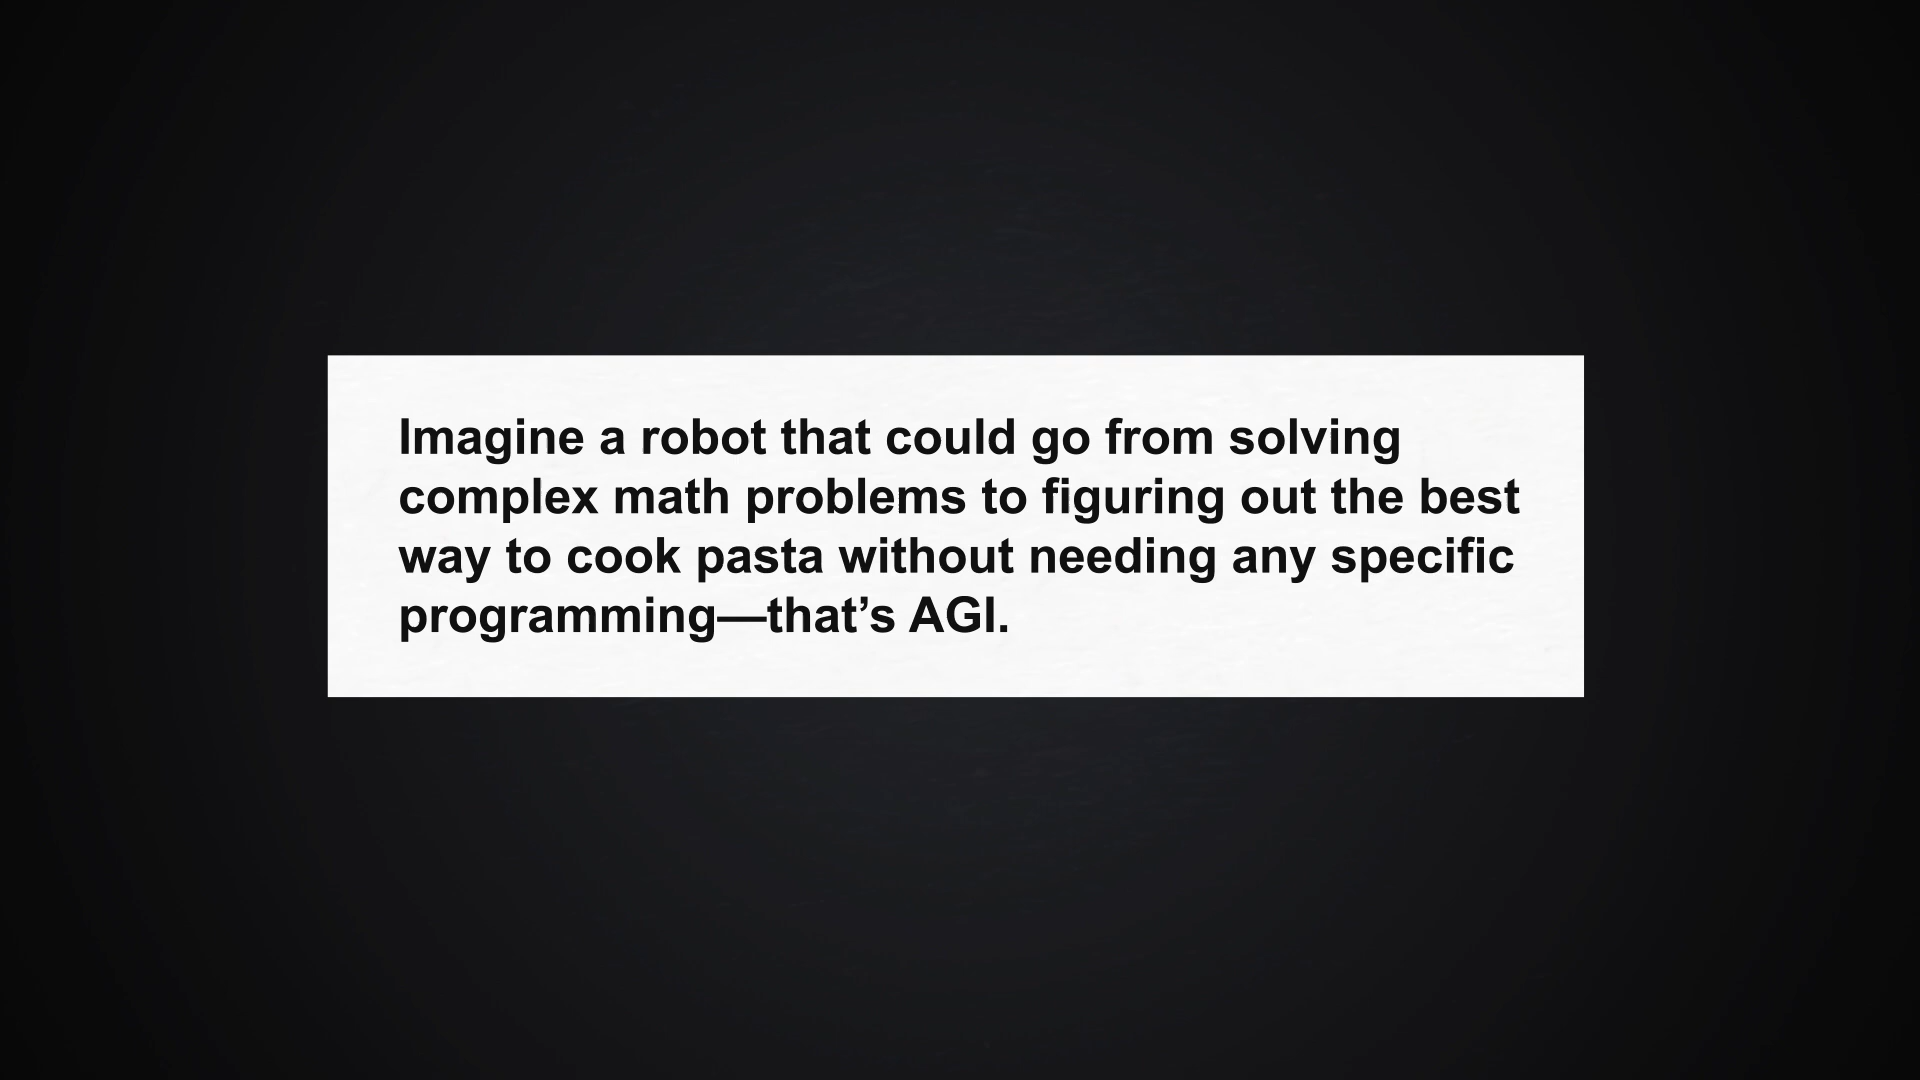 Imagine a robot that could go from solving
complex math problems to figuring out the best
way to cook pasta without needing any specific
programming—that’s AGI.